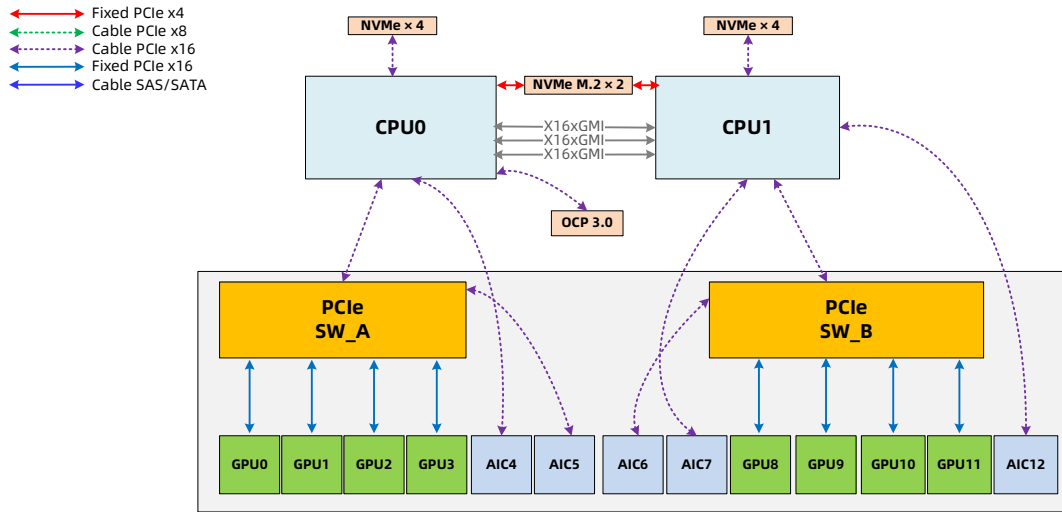 Fixed PCIe x4
Cable PCIe x8
Cable PCIe x16
Fixed PCIe x16
Cable SAS/SATA
NVMe × 4
NVMe × 4
NVMe M.2 × 2
CPU0
CPU1
X16xGMI
X16xGMI
X16xGMI
OCP 3.0
PCIe
SW_A
PCIe
SW_B
GPU0
GPU1
GPU2
GPU3
AIC4
AIC5
AIC6
AIC7
GPU8
GPU9
GPU10
GPU11
AIC12